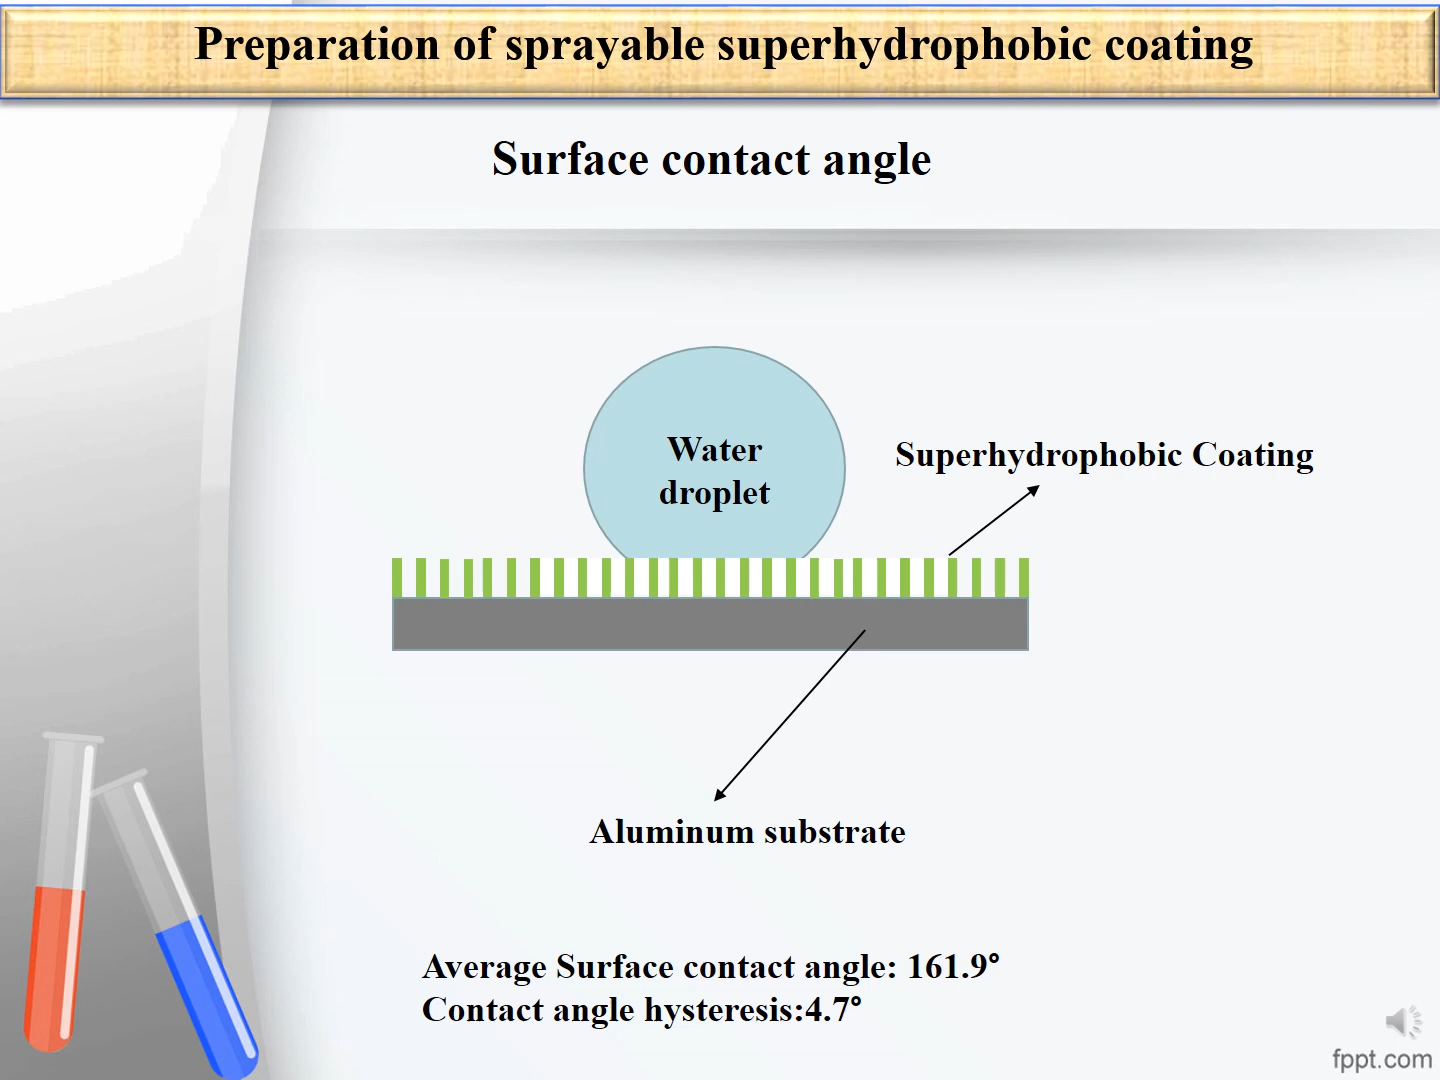 Preparation of sprayable superhydrophobic coating
Surface contact angle
Water
droplet
Superhydrophobic Coating
Aluminum substrate
Average Surface contact angle: 161.9°
Contact angle hysteresis:4.7°
fppt.com